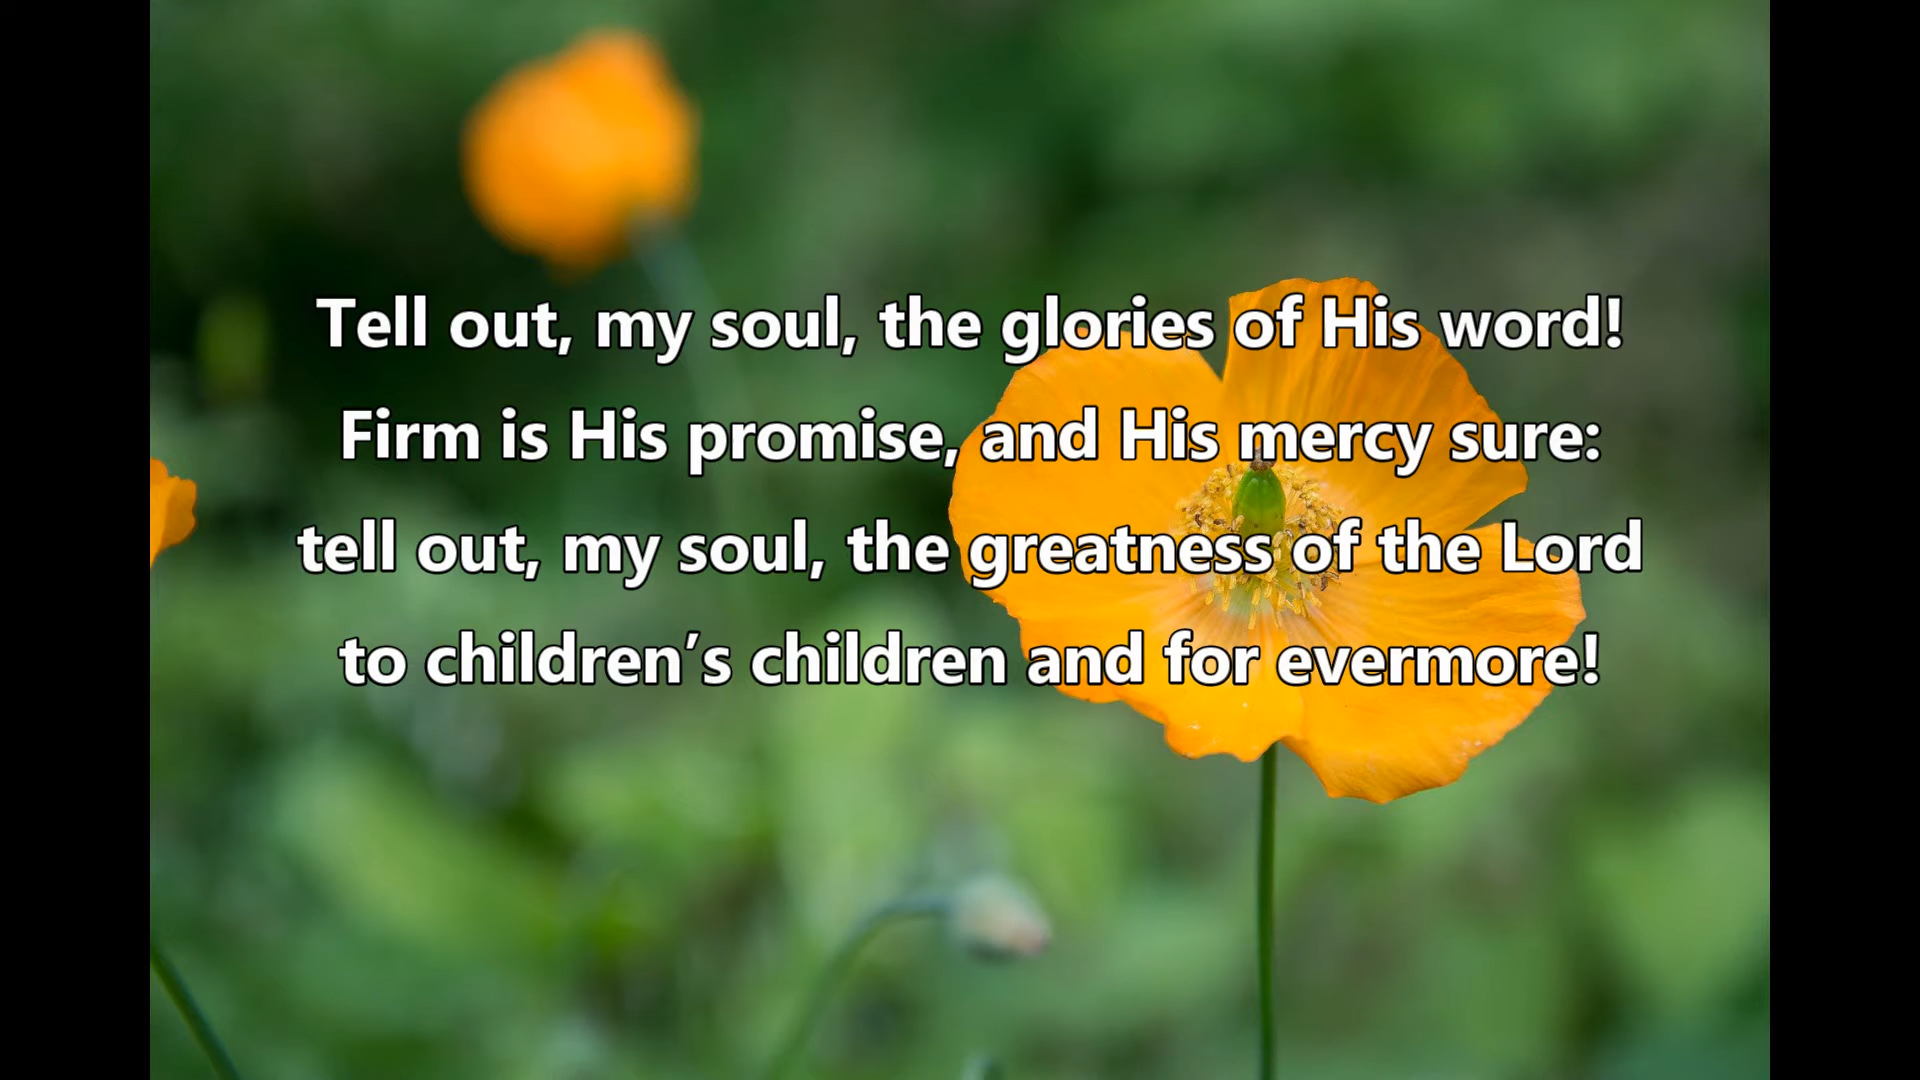 Tell out, my soul, the glories of His word!
Firm is His promise, and His mercy sure:
tell out, my soul, the greatness of the Lord
to children’s children and for evermore!